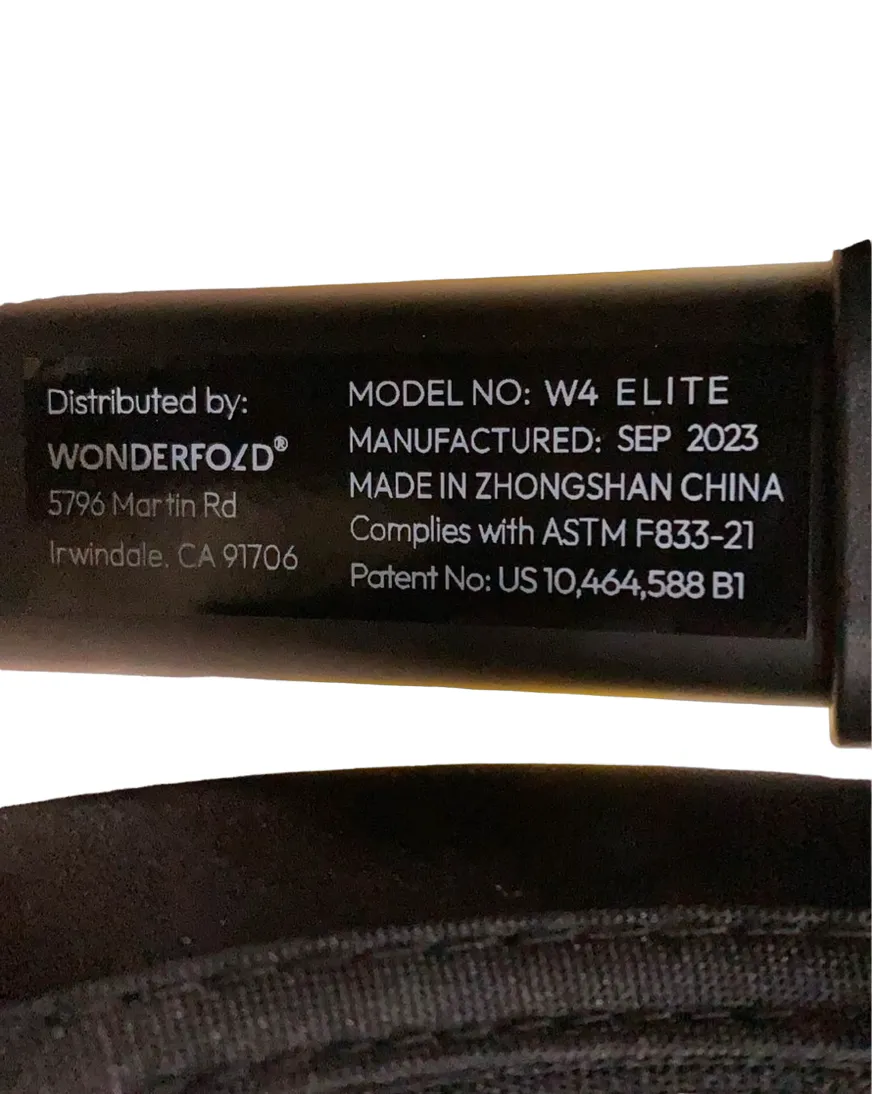 Distributed by:
WONDERFOLD®
5796 Martin Rd
Irwindale, CA 91706
MODEL NO: W4 ELITE
MANUFACTURED: SEP 2023
MADE IN ZHONGSHAN CHINA
Complies with ASTM F833-21
Patent No: US 10,464,588 B1